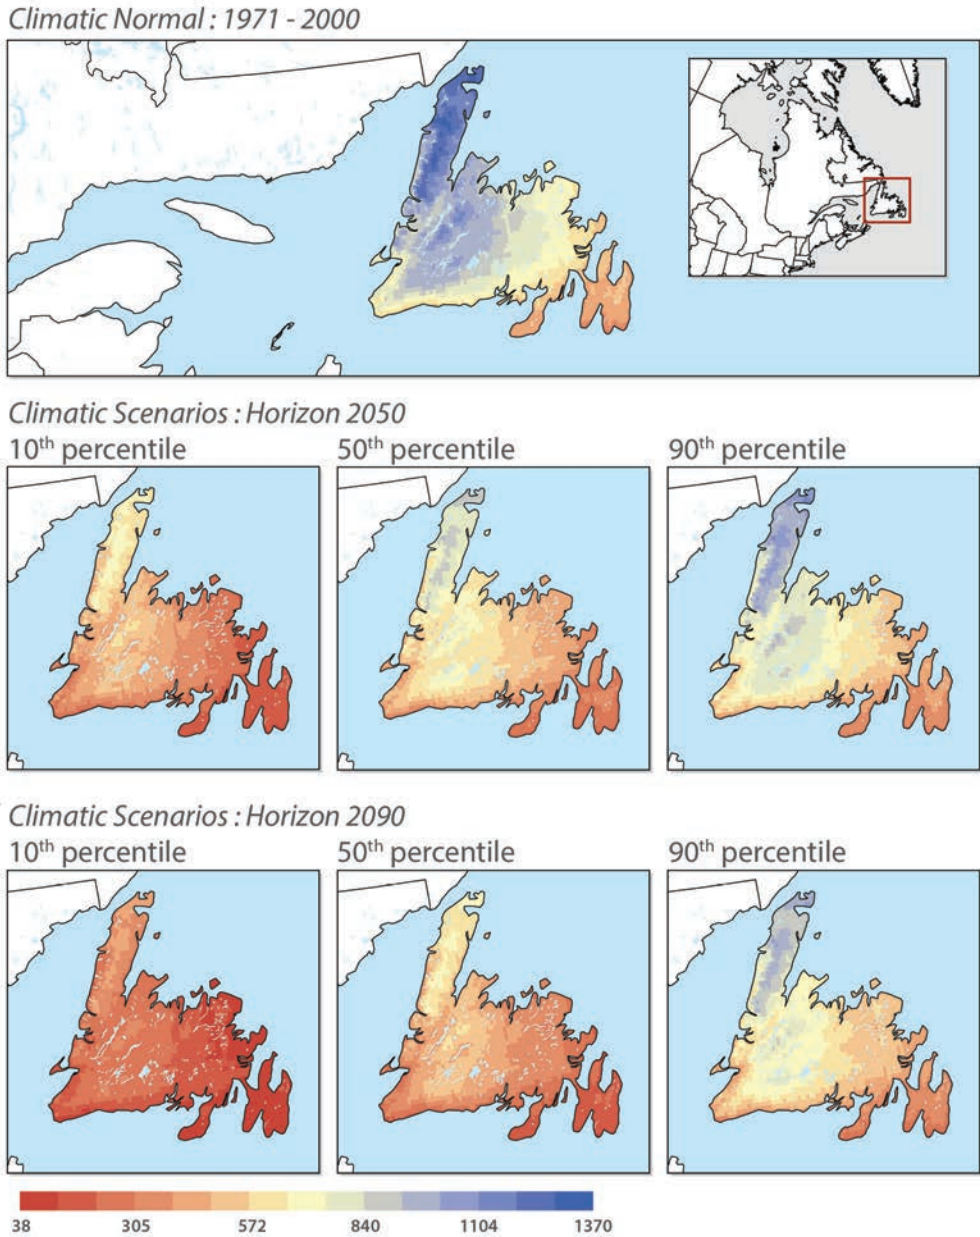 Climatic Normal : 1971 - 2000
Climatic Scenarios : Horizon 2050
10th percentile
50th percentile
90th percentile
Climatic Scenarios : Horizon 2090
10th percentile
50th percentile
90th percentile
38 305 572 840 1104 1370